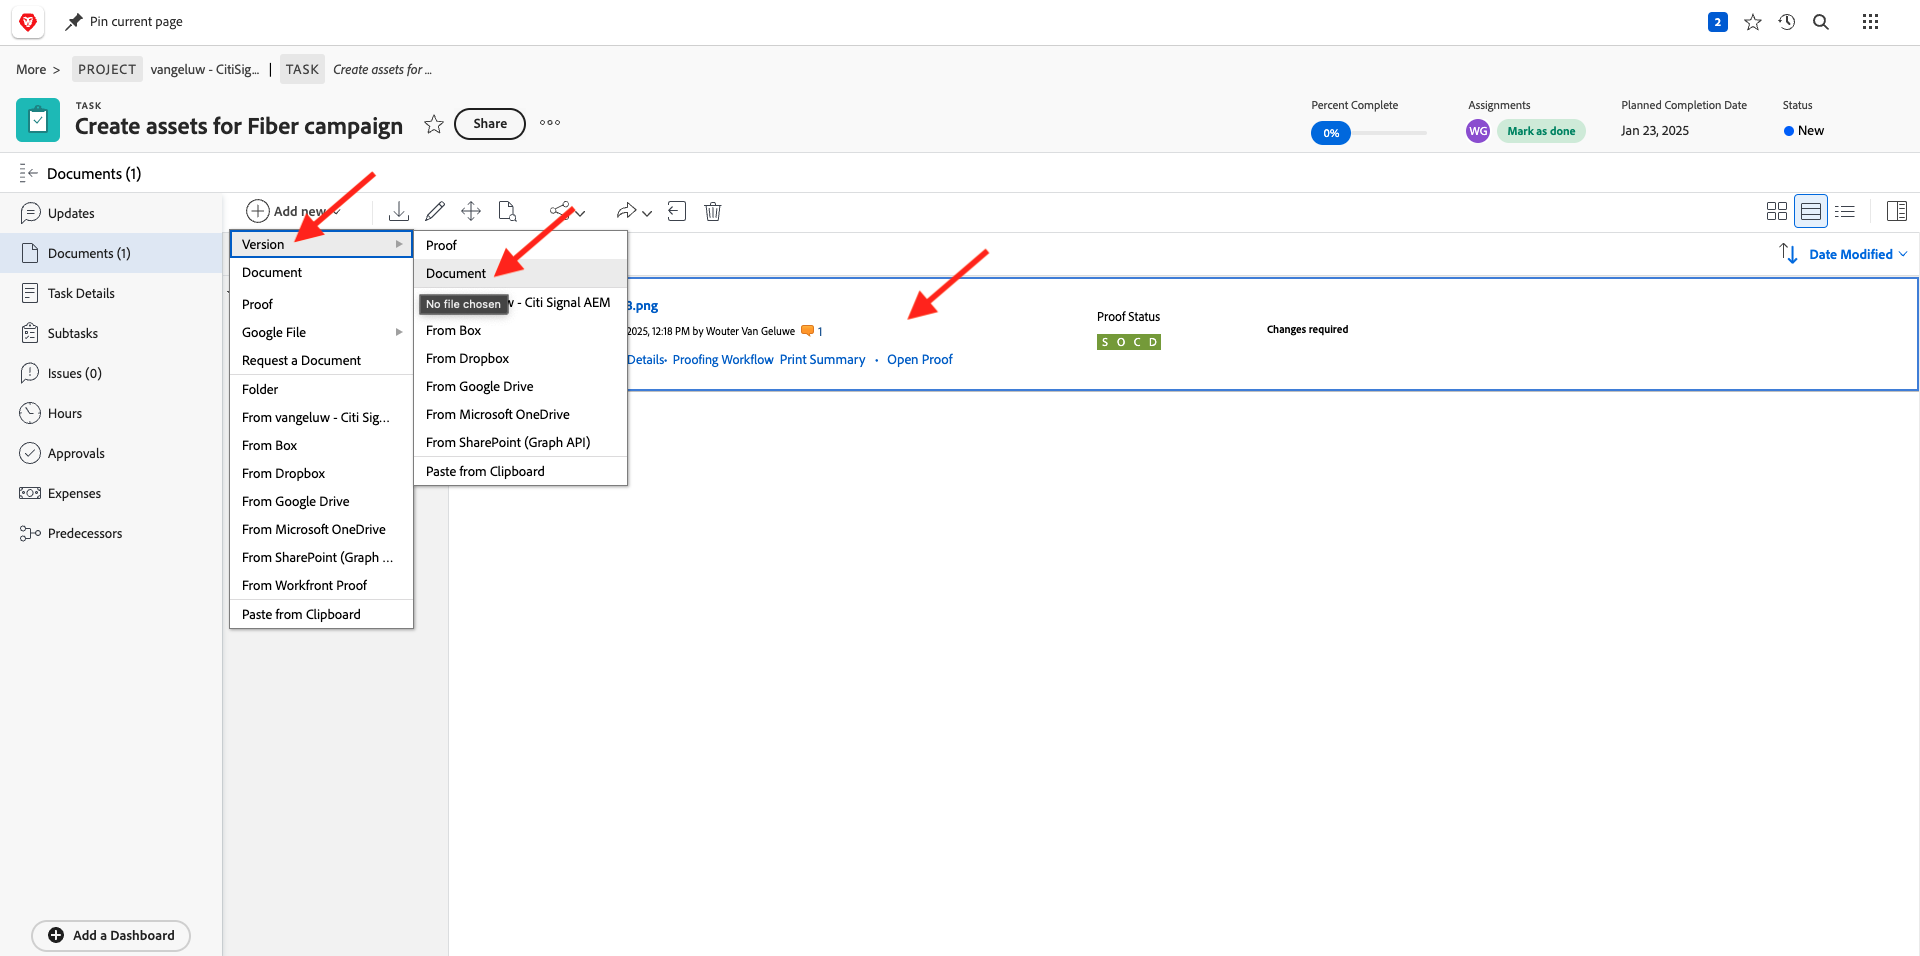 Pin current page
2
More >
PROJECT
vangeluw - CitiSig...
|
TASK
Create assets for ...
TASK
Create assets for Fiber campaign
Share
Percent Complete
0%
Assignments
WG
Mark as done
Planned Completion Date
Jan 23, 2025
Status
New
Documents (1)
Updates
Documents (1)
Task Details
Subtasks
Issues (0)
Hours
Approvals
Expenses
Predecessors
Add a Dashboard
Add new
Version
Document
Proof
Google File
Request a Document
Folder
From vangeluw - Citi Sig...
From Box
From Dropbox
From Google Drive
From Microsoft OneDrive
From SharePoint (Graph ...
From Workfront Proof
Paste from Clipboard
Proof
Document
No file chosen
- Citi Signal AEM
From Box
From Dropbox
From Google Drive
From Microsoft OneDrive
From SharePoint (Graph API)
Paste from Clipboard
Date Modified
.png
2025, 12:18 PM by Wouter Van Geluwe 1
Details• Proofing Workflow Print Summary • Open Proof
Proof Status
S O C D
Changes required